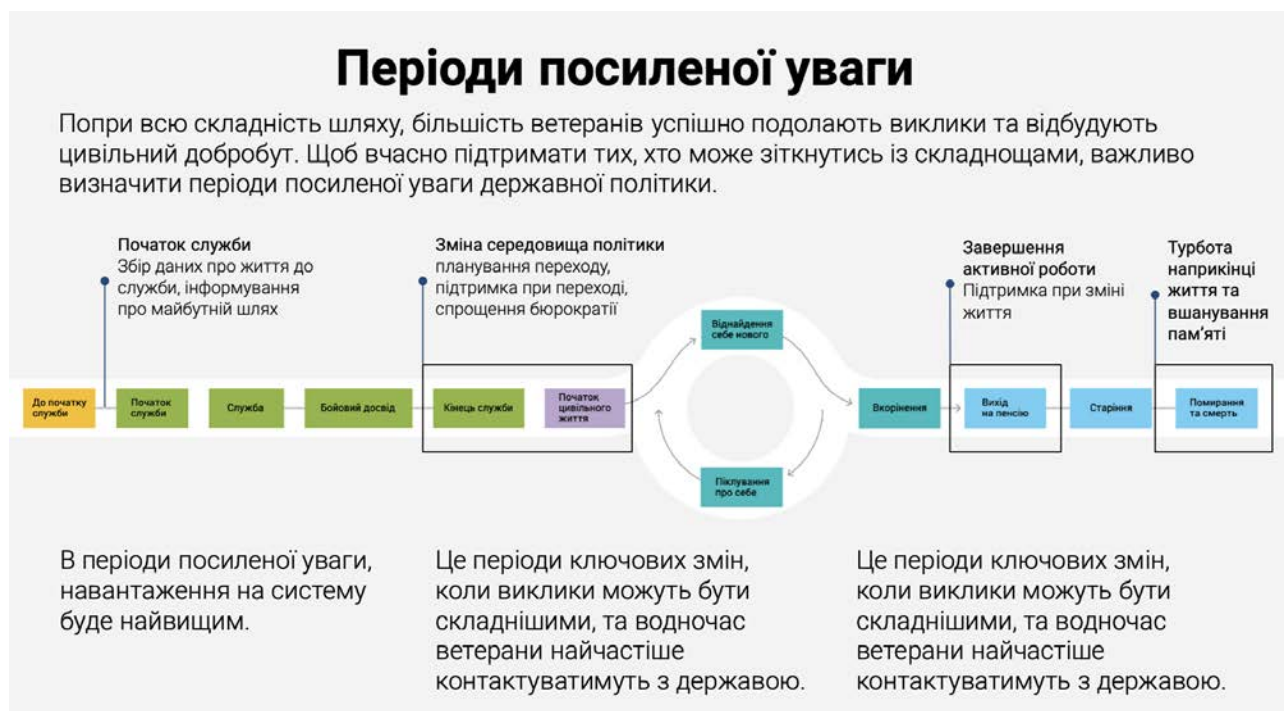 Періоди посиленої уваги
Попри всю складність шляху, більшість ветеранів успішно подолають виклики та відбудують
цивільний добробут. Щоб вчасно підтримати тих, хто може зіткнутись із складнощами, важливо
визначити періоди посиленої уваги державної політики.
Початок служби
Збір даних про життя до
служби, інформування
про майбутній шлях
Зміна середовища політики
планування переходу,
підтримка при переході,
спрощення бюрократії
Завершення
активної роботи
Підтримка при зміні
життя
Турбота
наприкінці
життя та
вшанування
пам’яті
До початку
служби
Початок
служби
Служба
Бойовий досвід
Кінець служби
Початок
цивільного
життя
Віднайдення
себе нового
Піклування
про себе
Вкорінення
Вихід
на пенсію
Старіння
Помирання
та смерть
В періоди посиленої уваги,
навантаження на систему
буде найвищим.
Це періоди ключових змін,
коли виклики можуть бути
складнішими, та водночас
ветерани найчастіше
контактуватимуть з державою.
Це періоди ключових змін,
коли виклики можуть бути
складнішими, та водночас
ветерани найчастіше
контактуватимуть з державою.